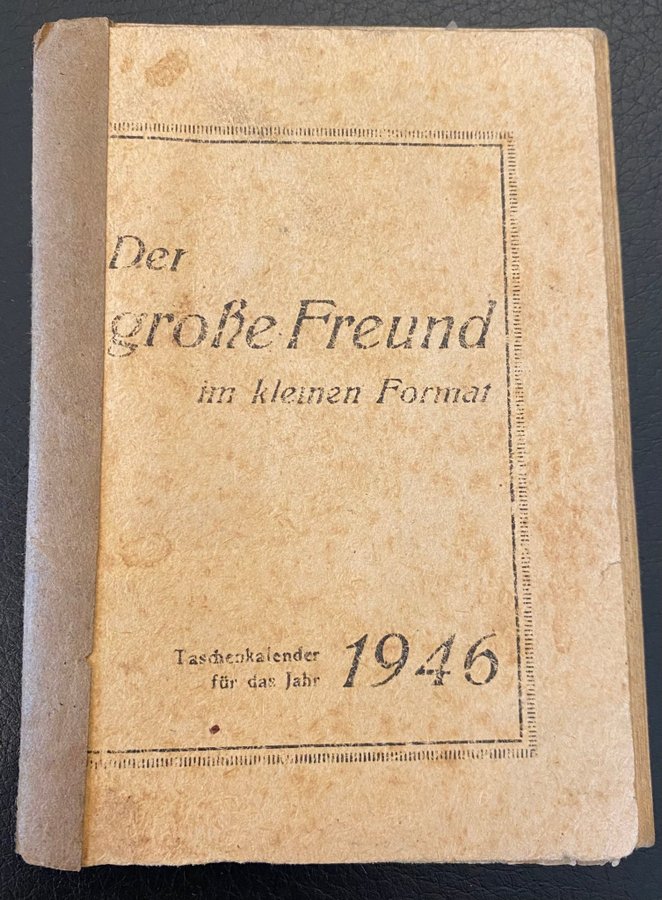 Der
große Freund
im kleinen Format
Taschenkalender
für das Jahr 1946